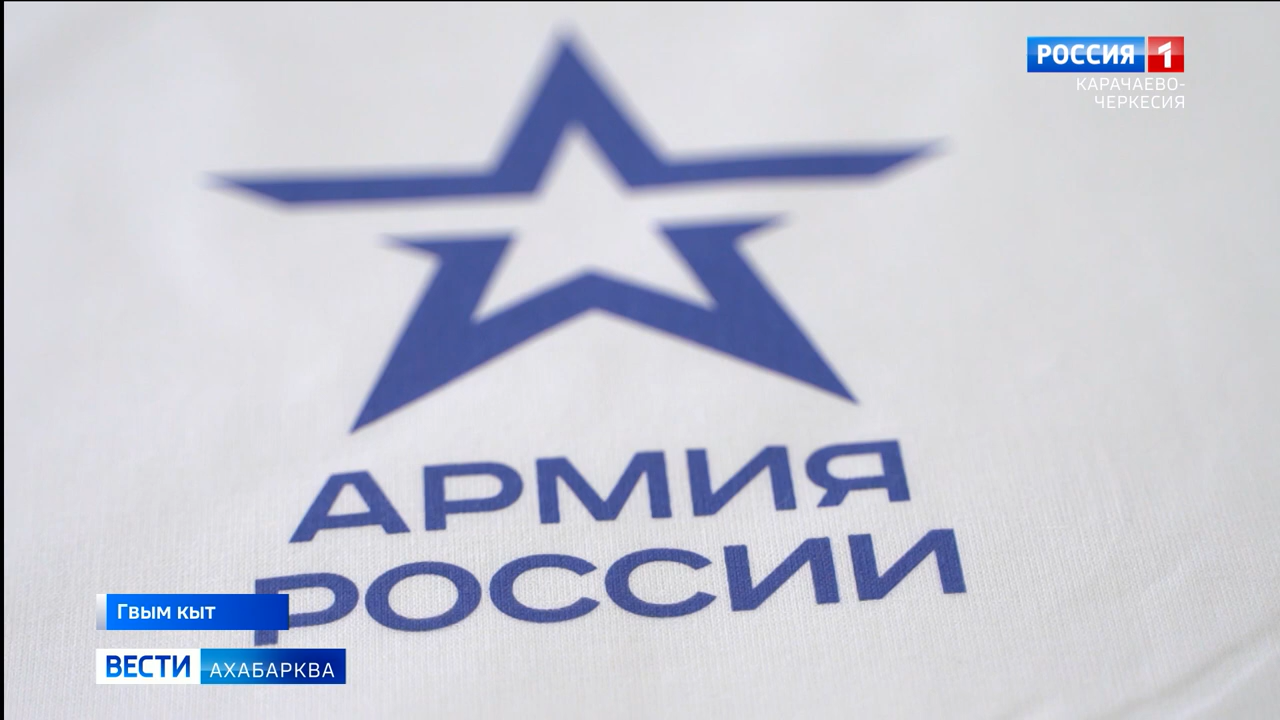 РОССИЯ 1
КАРАЧАЕВО-
ЧЕРКЕСИЯ
АРМИЯ
РОССИИ
Гвым кыт
ВЕСТИ АХАБАРКВА